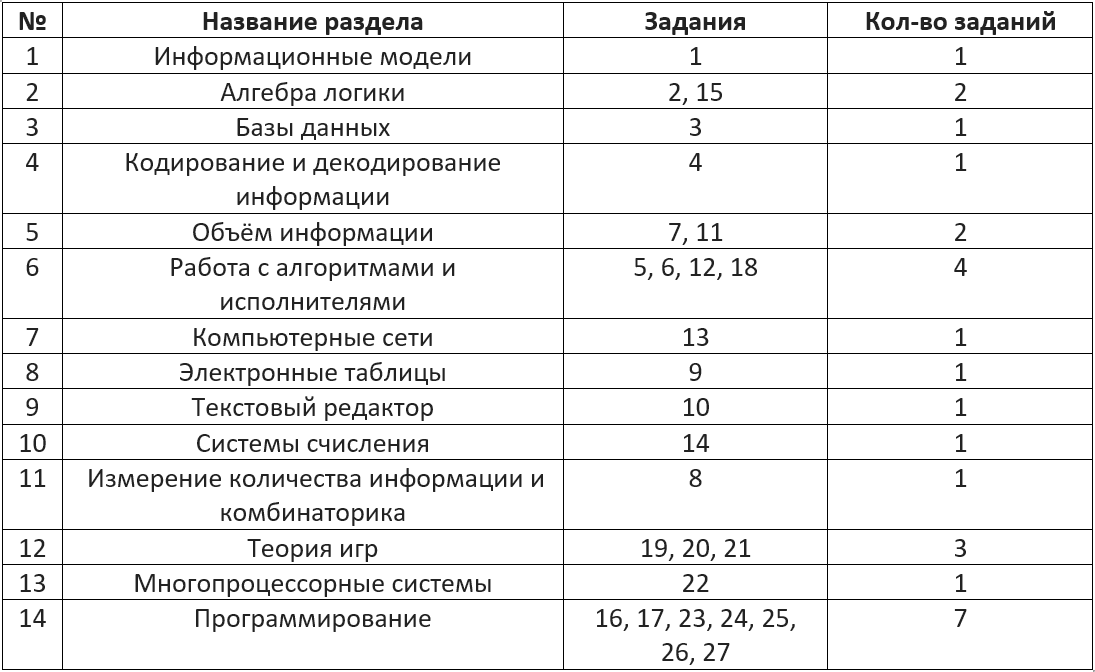 № Название раздела Задания Кол-во заданий
1 Информационные модели 1 1
2 Алгебра логики 2, 15 2
3 Базы данных 3 1
4 Кодирование и декодирование 4 1
информации
5 Объём информации 7, 11 2
6 Работа с алгоритмами и 5, 6, 12, 18 4
исполнителями
7 Компьютерные сети 13 1
8 Электронные таблицы 9 1
9 Текстовый редактор 10 1
10 Системы счисления 14 1
11 Измерение количества информации и 8 1
комбинаторика
12 Теория игр 19, 20, 21 3
13 Многопроцессорные системы 22 1
14 Программирование 16, 17, 23, 24, 25, 7
26, 27